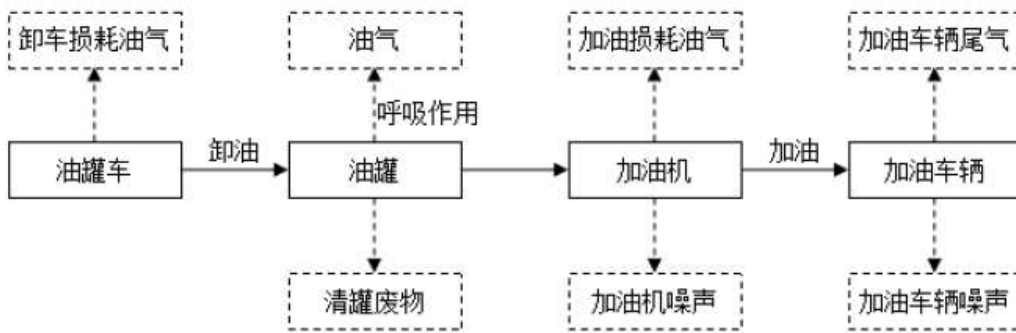 卸车损耗油气
油气
加油损耗油气
加油车辆尾气
呼吸作用
油罐车
卸油
油罐
加油机
加油
加油车辆
清罐废物
加油机噪声
加油车辆噪声